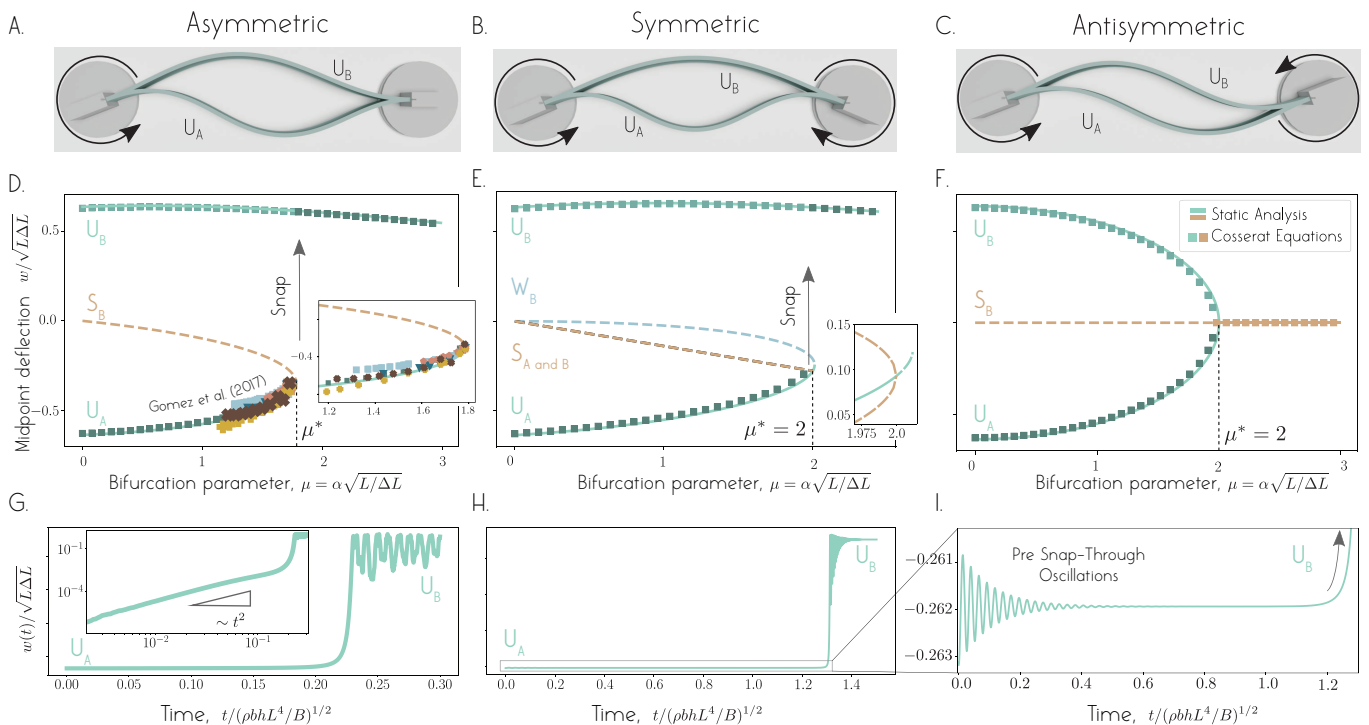 A.
Asymmetric
B.
Symmetric
C.
Antisymmetric
U_B
U_A
U_B
U_A
U_B
U_A
D.
E.
F.
Midpoint deflection w/√LΔL
0.5
0.0
−0.5
U_B
S_B
U_A
Snap
Gomez et al. (2017)
−0.4
1.2
1.4
1.6
1.8
μ*
0
1
2
3
Bifurcation parameter, μ = α√L/ΔL
U_B
W_B
S_A and B
U_A
Snap
0.15
0.10
0.05
1.975
2.0
μ* = 2
0
1
2
Bifurcation parameter, μ = α√L/ΔL
U_B
S_B
U_A
Static Analysis
Cosserat Equations
μ* = 2
0
1
2
3
Bifurcation parameter, μ = α√L/ΔL
G.
H.
I.
w(t)/√LΔL
10⁻¹
10⁻⁴
10⁻²
10⁻¹
∼ t²
U_A
U_B
0.00
0.05
0.10
0.15
0.20
0.25
0.30
Time, t/(ρbhL⁴/B)^1/2
U_A
U_B
0.0
0.2
0.4
0.6
0.8
1.0
1.2
1.4
Time, t/(ρbhL⁴/B)^1/2
−0.261
−0.262
−0.263
Pre Snap-Through
Oscillations
U_B
0.0
0.2
0.4
0.6
0.8
1.0
1.2
Time, t/(ρbhL⁴/B)^1/2